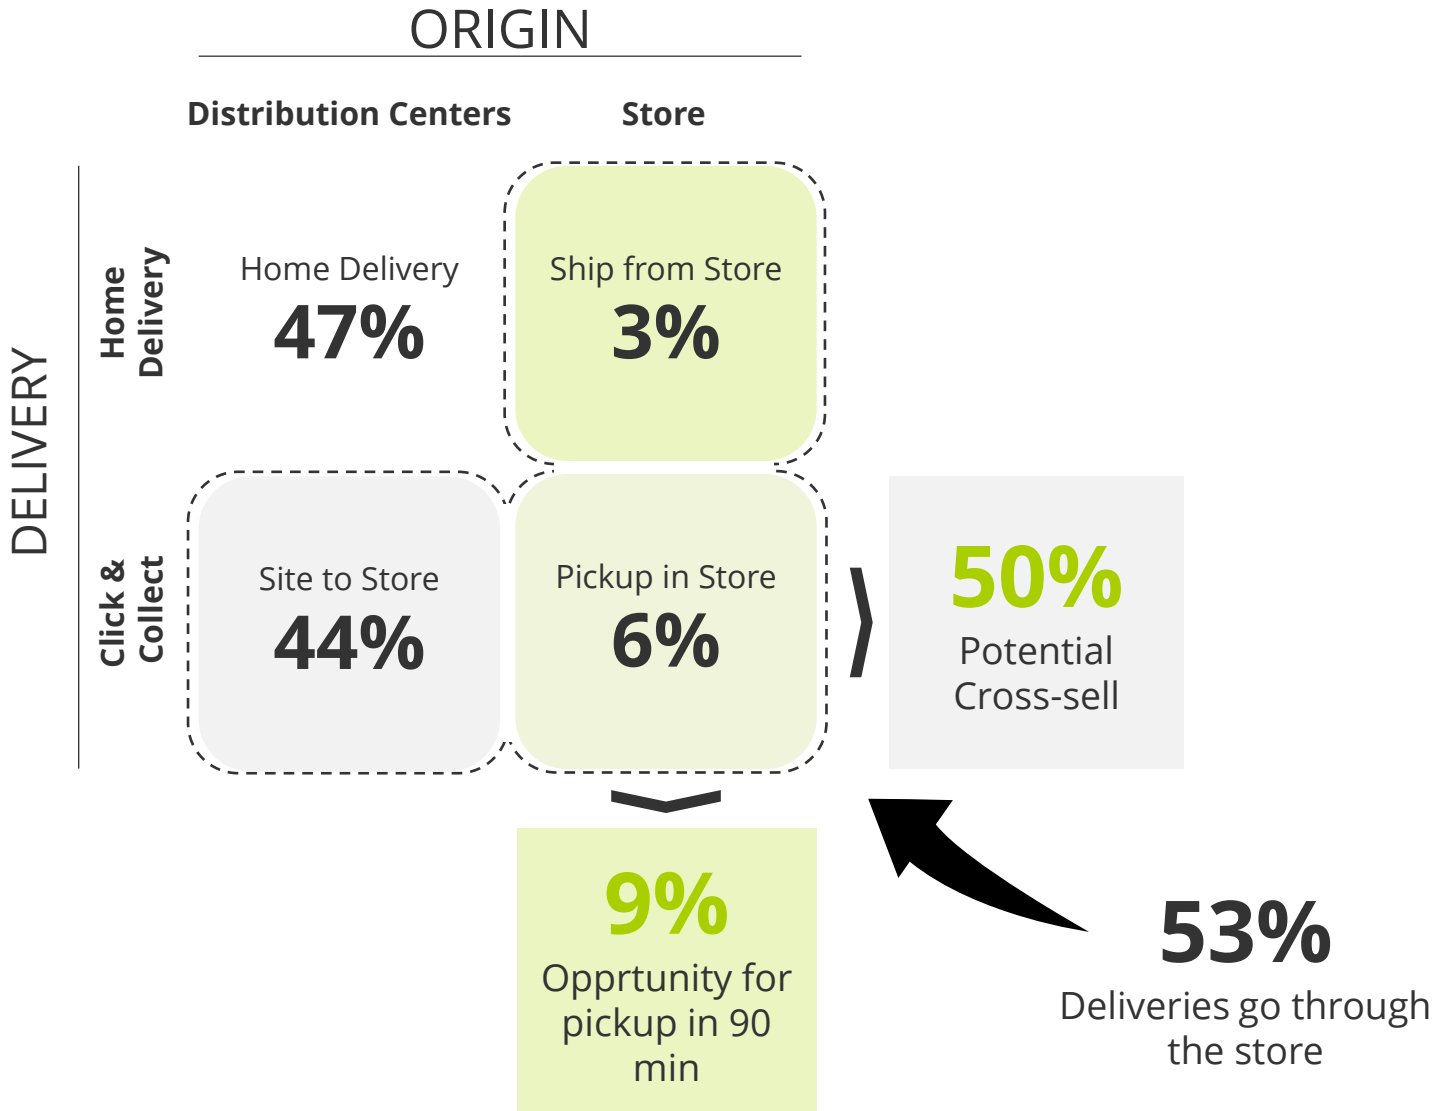 ORIGIN
Distribution Centers
Store
DELIVERY
Home
Delivery
Home Delivery
47%
Ship from Store
3%
Click &
Collect
Site to Store
44%
Pickup in Store
6%
50%
Potential
Cross-sell
9%
Opprtunity for
pickup in 90
min
53%
Deliveries go through
the store